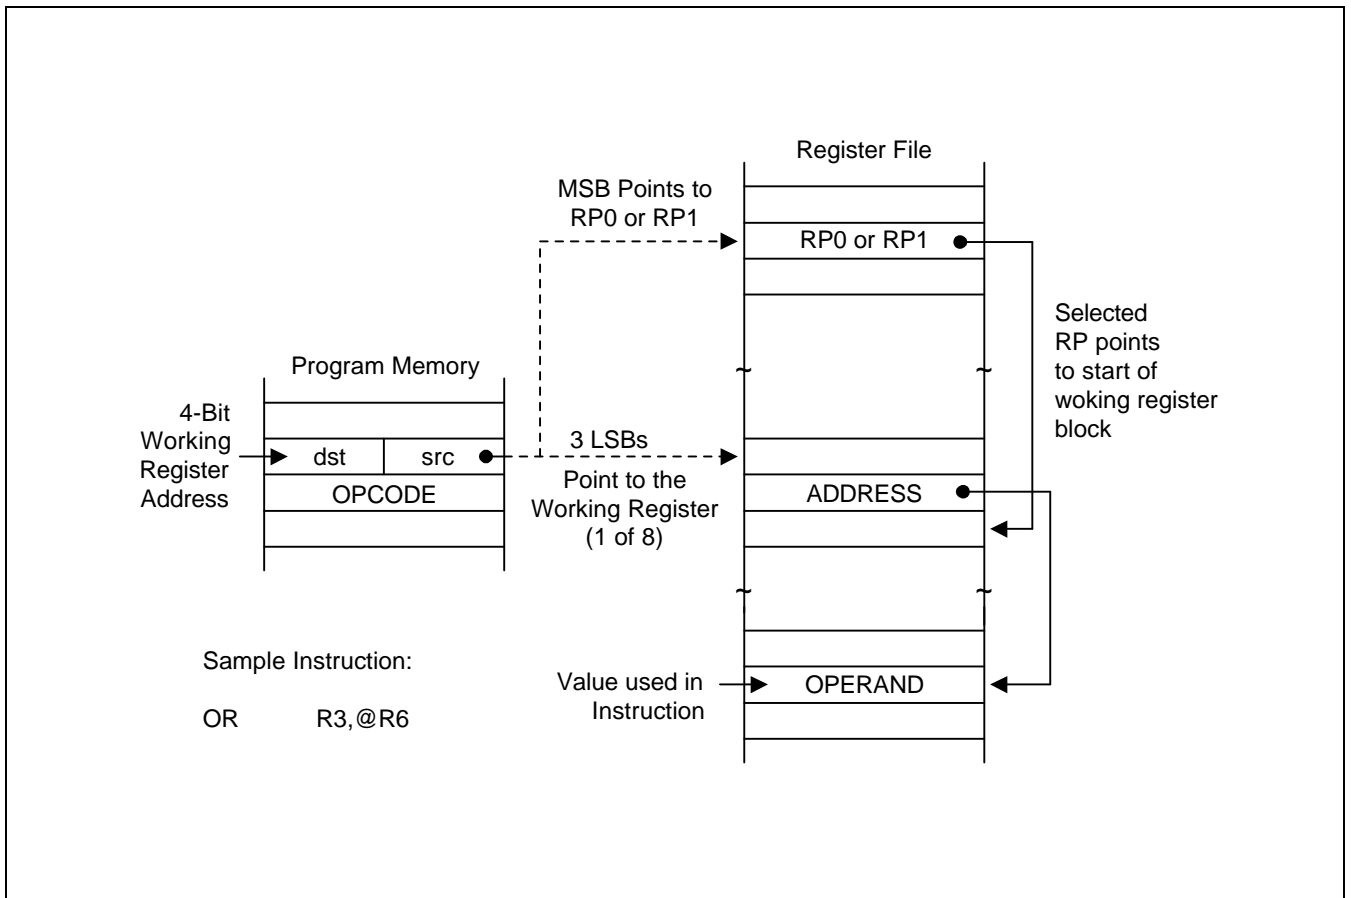 Register File
MSB Points to
RP0 or RP1
RP0 or RP1
Selected
RP points
to start of
woking register
block
Program Memory
4-Bit
Working
Register
Address
dst
src
OPCODE
3 LSBs
Point to the
Working Register
(1 of 8)
ADDRESS
~
~
~
~
Sample Instruction:
OR R3,@R6
Value used in
Instruction
OPERAND